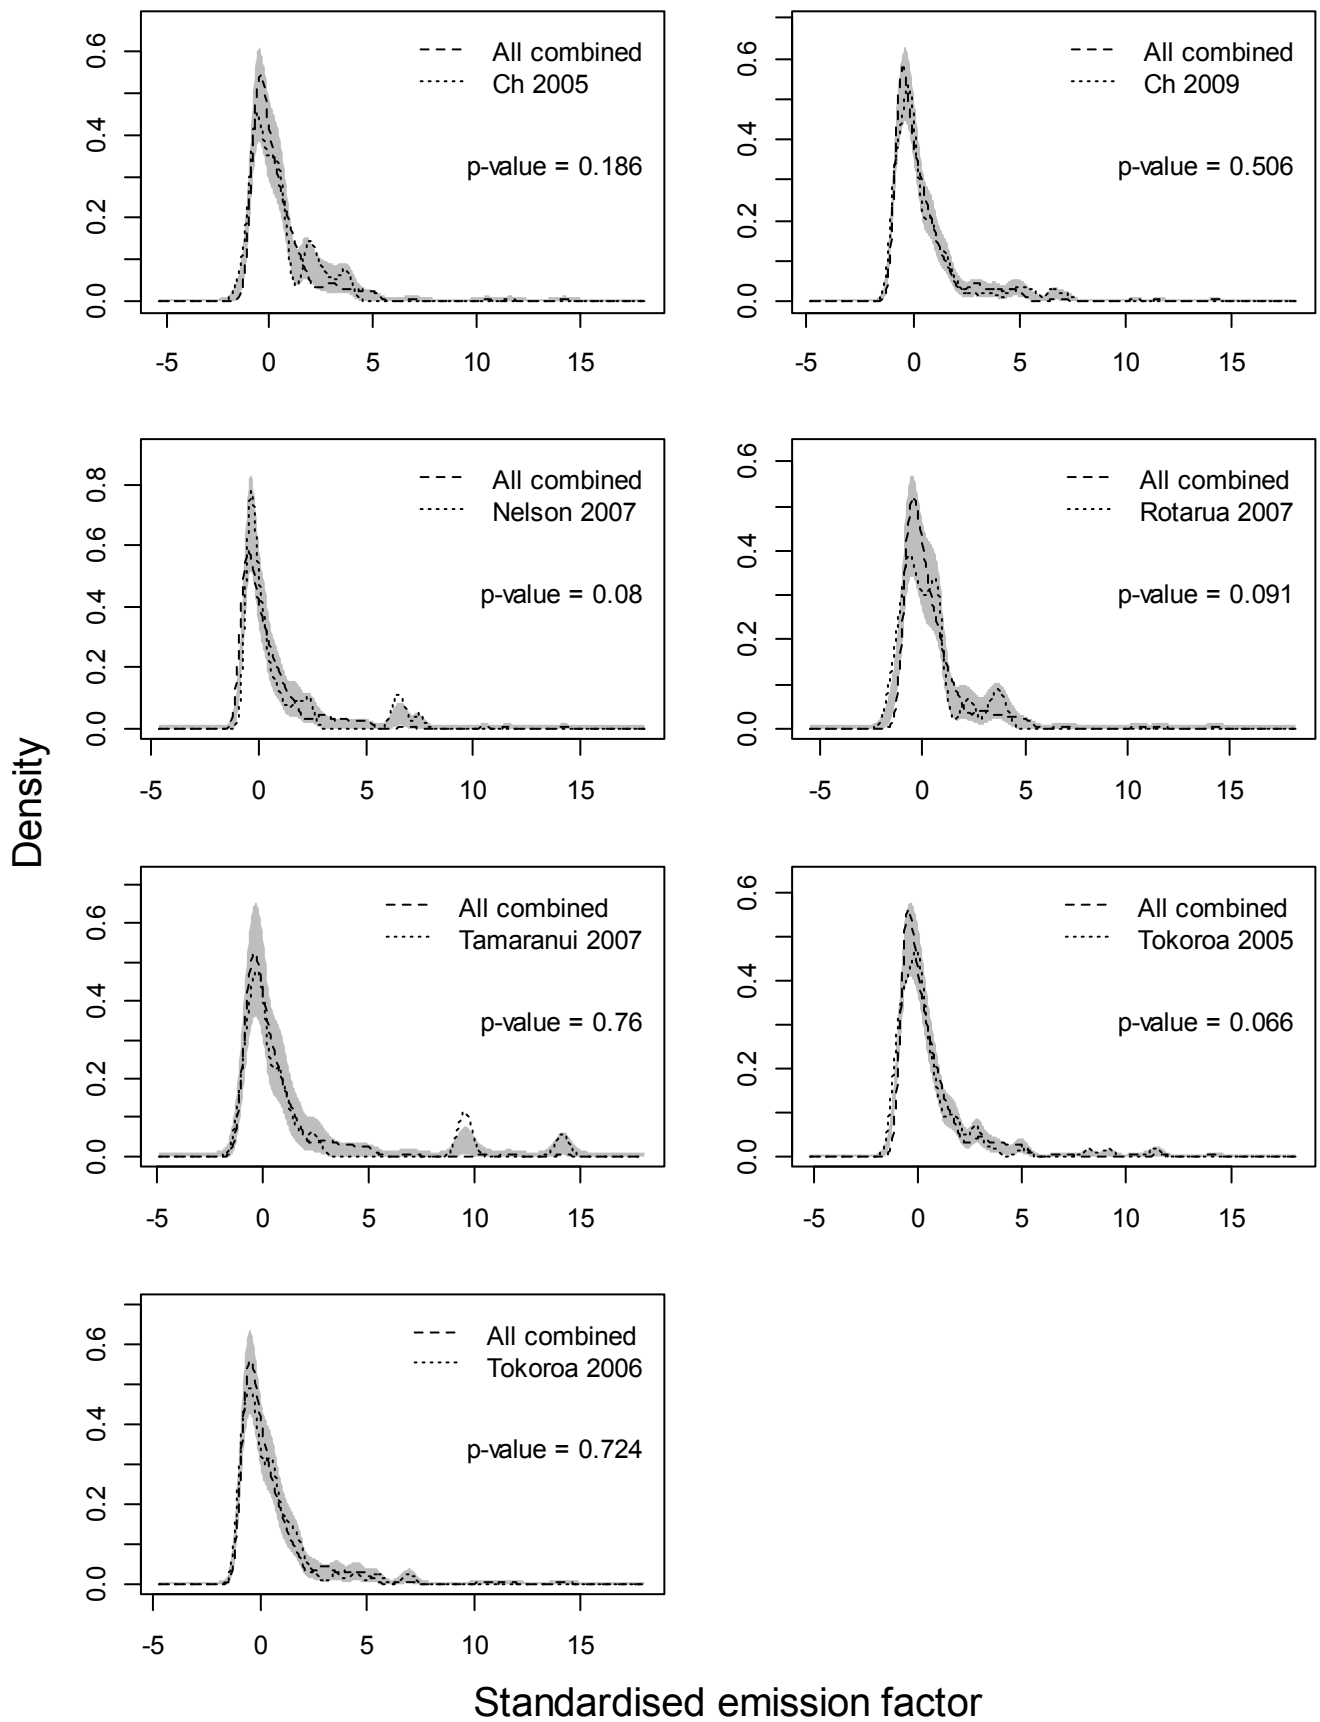 All combined
Ch 2005
p-value = 0.186
0.0 0.2 0.4 0.6
-5 0 5 10 15
All combined
Ch 2009
p-value = 0.506
0.0 0.2 0.4 0.6
-5 0 5 10 15
All combined
Nelson 2007
p-value = 0.08
0.0 0.2 0.4 0.6 0.8
-5 0 5 10 15
All combined
Rotarua 2007
p-value = 0.091
0.0 0.2 0.4 0.6
-5 0 5 10 15
Density
All combined
Tamaranui 2007
p-value = 0.76
0.0 0.2 0.4 0.6
-5 0 5 10 15
All combined
Tokoroa 2005
p-value = 0.066
0.0 0.2 0.4 0.6
-5 0 5 10 15
All combined
Tokoroa 2006
p-value = 0.724
0.0 0.2 0.4 0.6
-5 0 5 10 15
Standardised emission factor